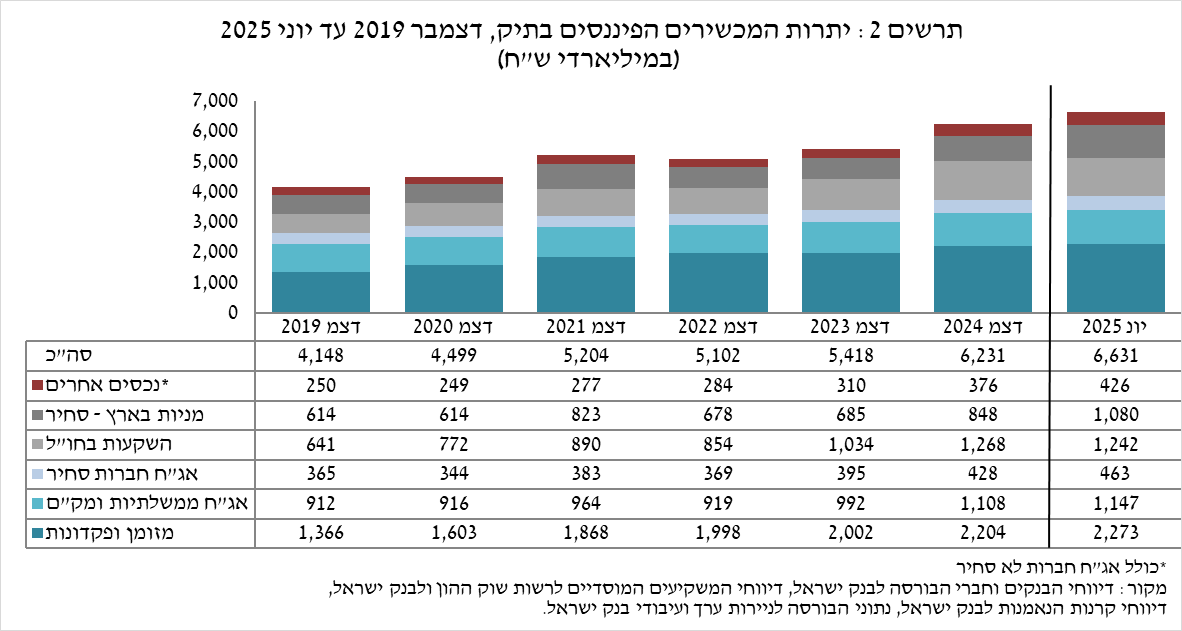 תרשים 2 : יתרות המכשירים הפיננסים בתיק, דצמבר 2019 עד יוני 2025
(במיליארדי ש"ח)
7,000
6,000
5,000
4,000
3,000
2,000
1,000
0
דצמ 2019 דצמ 2020 דצמ 2021 דצמ 2022 דצמ 2023 דצמ 2024 יונ 2025
סה"כ 4,148 4,499 5,204 5,102 5,418 6,231 6,631
*נכסים אחרים 250 249 277 284 310 376 426
מניות בארץ - סחיר 614 614 823 678 685 848 1,080
השקעות בחו"ל 641 772 890 854 1,034 1,268 1,242
אג"ח חברות סחיר 365 344 383 369 395 428 463
אג"ח ממשלתיות ומק"ם 912 916 964 919 992 1,108 1,147
מזומן ופקדונות 1,366 1,603 1,868 1,998 2,002 2,204 2,273
*כולל אג"ח חברות לא סחיר
מקור : דיווחי הבנקים וחברי הבורסה לבנק ישראל, דיווחי המשקיעים המוסדיים לרשות שוק ההון ולבנק ישראל,
דיווחי קרנות הנאמנות לבנק ישראל, נתוני הבורסה לניירות ערך ועיבודי בנק ישראל.